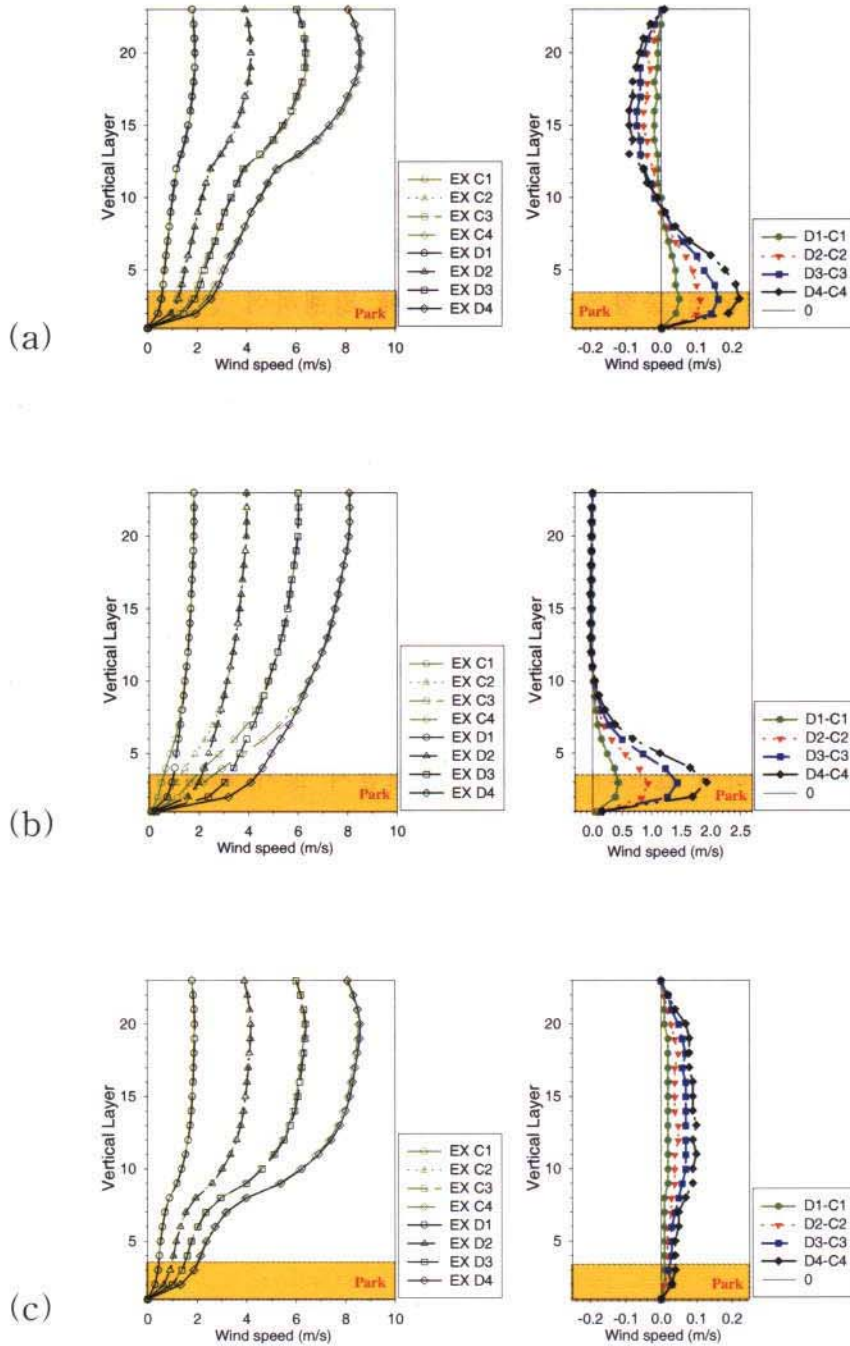 (a)
Vertical Layer
20
15
10
5
Park
0 2 4 6 8 10
Wind speed (m/s)
EX C1
EX C2
EX C3
EX C4
EX D1
EX D2
EX D3
EX D4
Vertical Layer
20
15
10
5
Park
-0.2 -0.1 0.0 0.1 0.2
Wind speed (m/s)
D1-C1
D2-C2
D3-C3
D4-C4
0
(b)
Vertical Layer
20
15
10
5
Park
0 2 4 6 8 10
Wind speed (m/s)
EX C1
EX C2
EX C3
EX C4
EX D1
EX D2
EX D3
EX D4
Vertical Layer
20
15
10
5
Park
0.0 0.5 1.0 1.5 2.0 2.5
Wind speed (m/s)
D1-C1
D2-C2
D3-C3
D4-C4
0
(c)
Vertical Layer
20
15
10
5
Park
0 2 4 6 8 10
Wind speed (m/s)
EX C1
EX C2
EX C3
EX C4
EX D1
EX D2
EX D3
EX D4
Vertical Layer
20
15
10
5
Park
-0.2 -0.1 0.0 0.1 0.2
Wind speed (m/s)
D1-C1
D2-C2
D3-C3
D4-C4
0